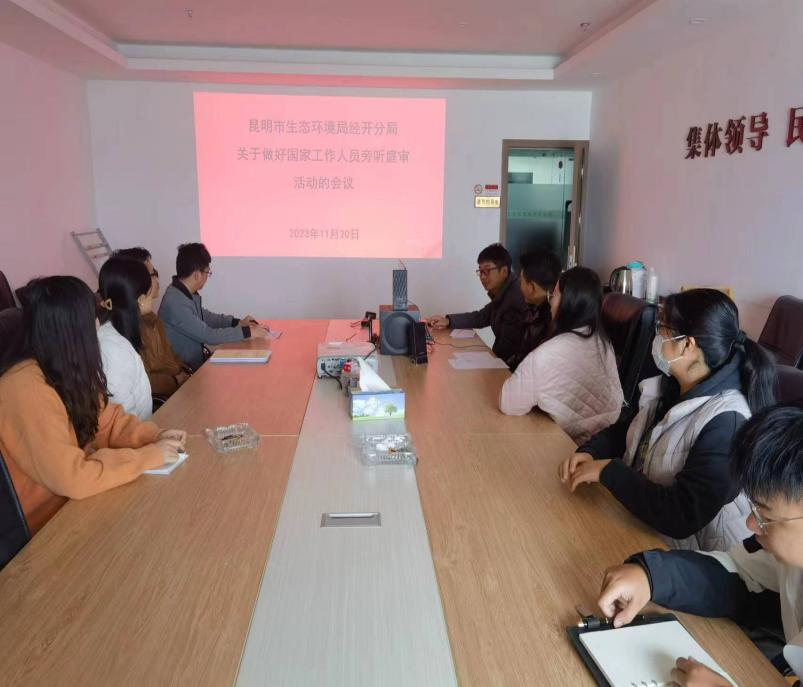 昆明市生态环境局经开分局
关于做好国家工作人员旁听庭审
活动的会议
2023年11月20日
集体领导